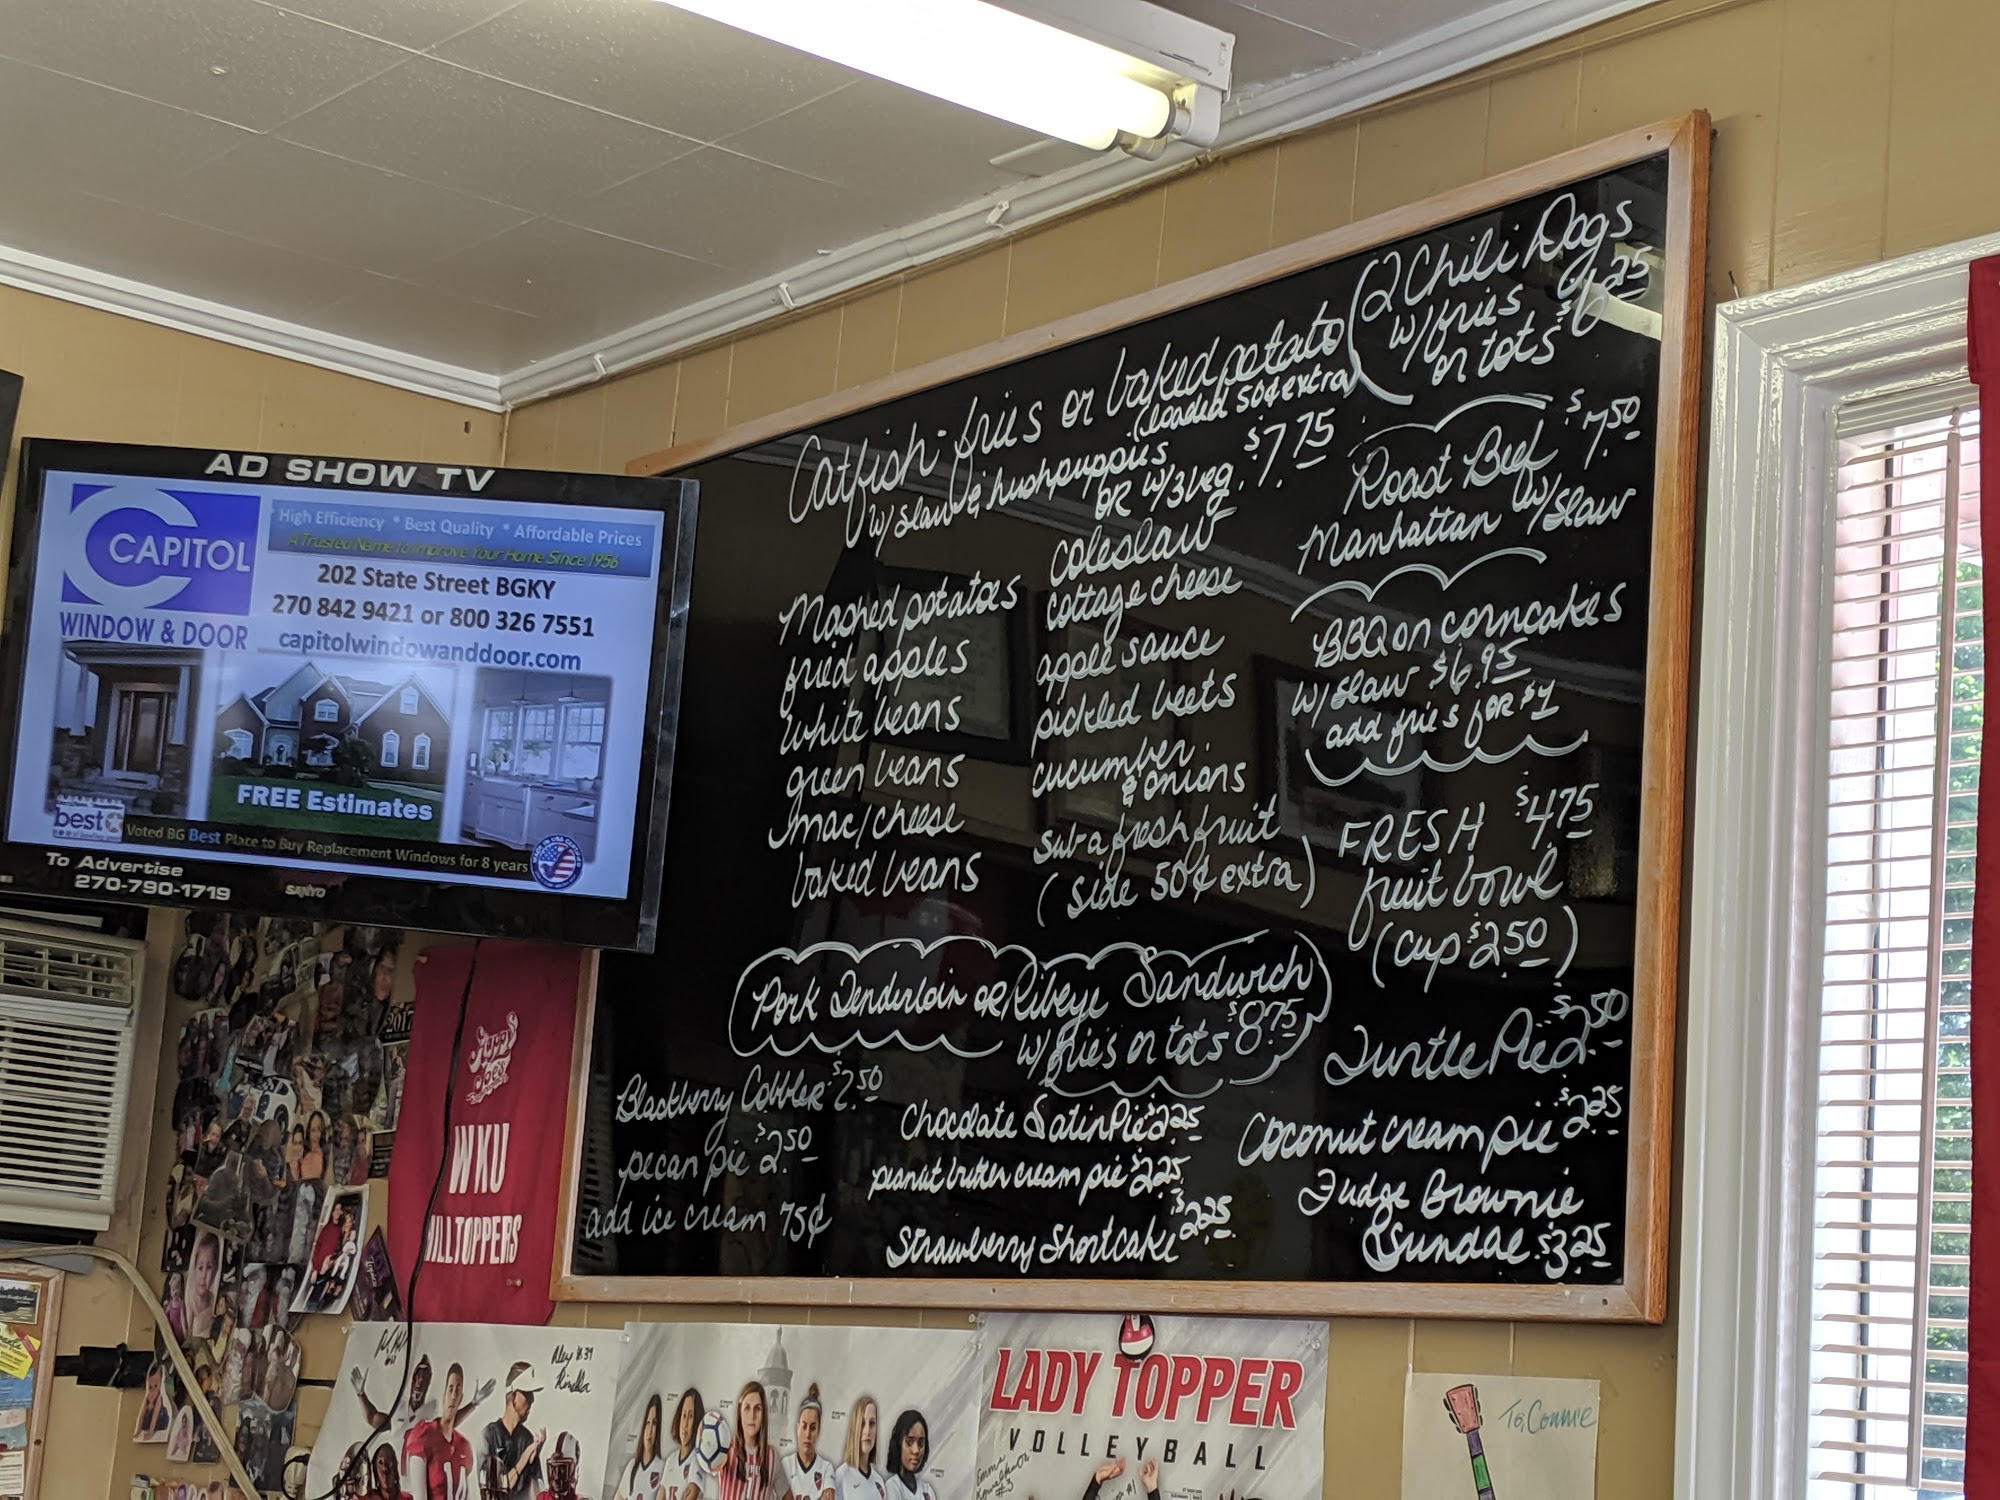 AD SHOW TV
CAPITOL
WINDOW & DOOR
High Efficiency * Best Quality * Affordable Prices
A Trusted Name to Improve Your Home Since 1956
202 State Street BGKY
270 842 9421 or 800 326 7551
capitolwindowanddoor.com
FREE Estimates
best
Voted BG Best Place to Buy Replacement Windows for 8 years
To Advertise
270-790-1719
SANYO
Catfish - fries or baked potato
(loaded 50¢ extra)
w/ slaw & hushpuppies
OR w/3 veg. $7.75
2 Chili Dogs
w/fries $6.25
or tots
Roast Beef $7.50
Manhattan w/slaw
BBQ on corncakes
w/slaw $6.95
add fries for $1
Mashed potatoes
fried apples
white beans
green beans
mac/cheese
baked beans
coleslaw
cottage cheese
apple sauce
pickled beets
cucumber
& onions
sub a fresh fruit
(side 50¢ extra)
FRESH $4.75
fruit bowl
(cup $2.50)
Pork Tenderloin OR Ribeye Sandwich
w/fries or tots $8.75
Blackberry Cobbler $2.50
pecan pie $2.50
add ice cream 75¢
Chocolate Satin Pie $2.25
peanut butter cream pie $2.25
Strawberry Shortcake $2.25
Turtle Pie $2.50
Coconut cream pie $2.25
Fudge Brownie
Sundae $3.25
2017
WKU
HILLTOPPERS
LADY TOPPER
VOLLEYBALL
To, Connie